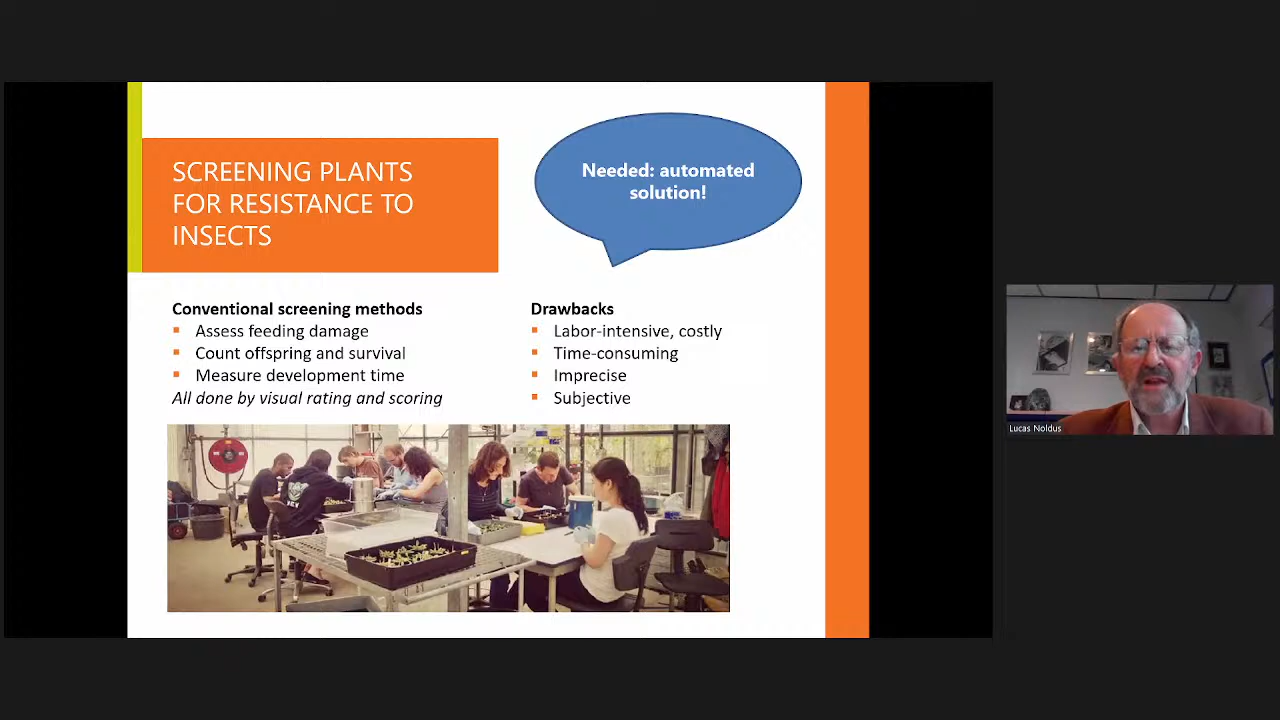 SCREENING PLANTS
FOR RESISTANCE TO
INSECTS
Needed: automated
solution!
Conventional screening methods
Assess feeding damage
Count offspring and survival
Measure development time
All done by visual rating and scoring
Drawbacks
Labor-intensive, costly
Time-consuming
Imprecise
Subjective
Lucas Noldus